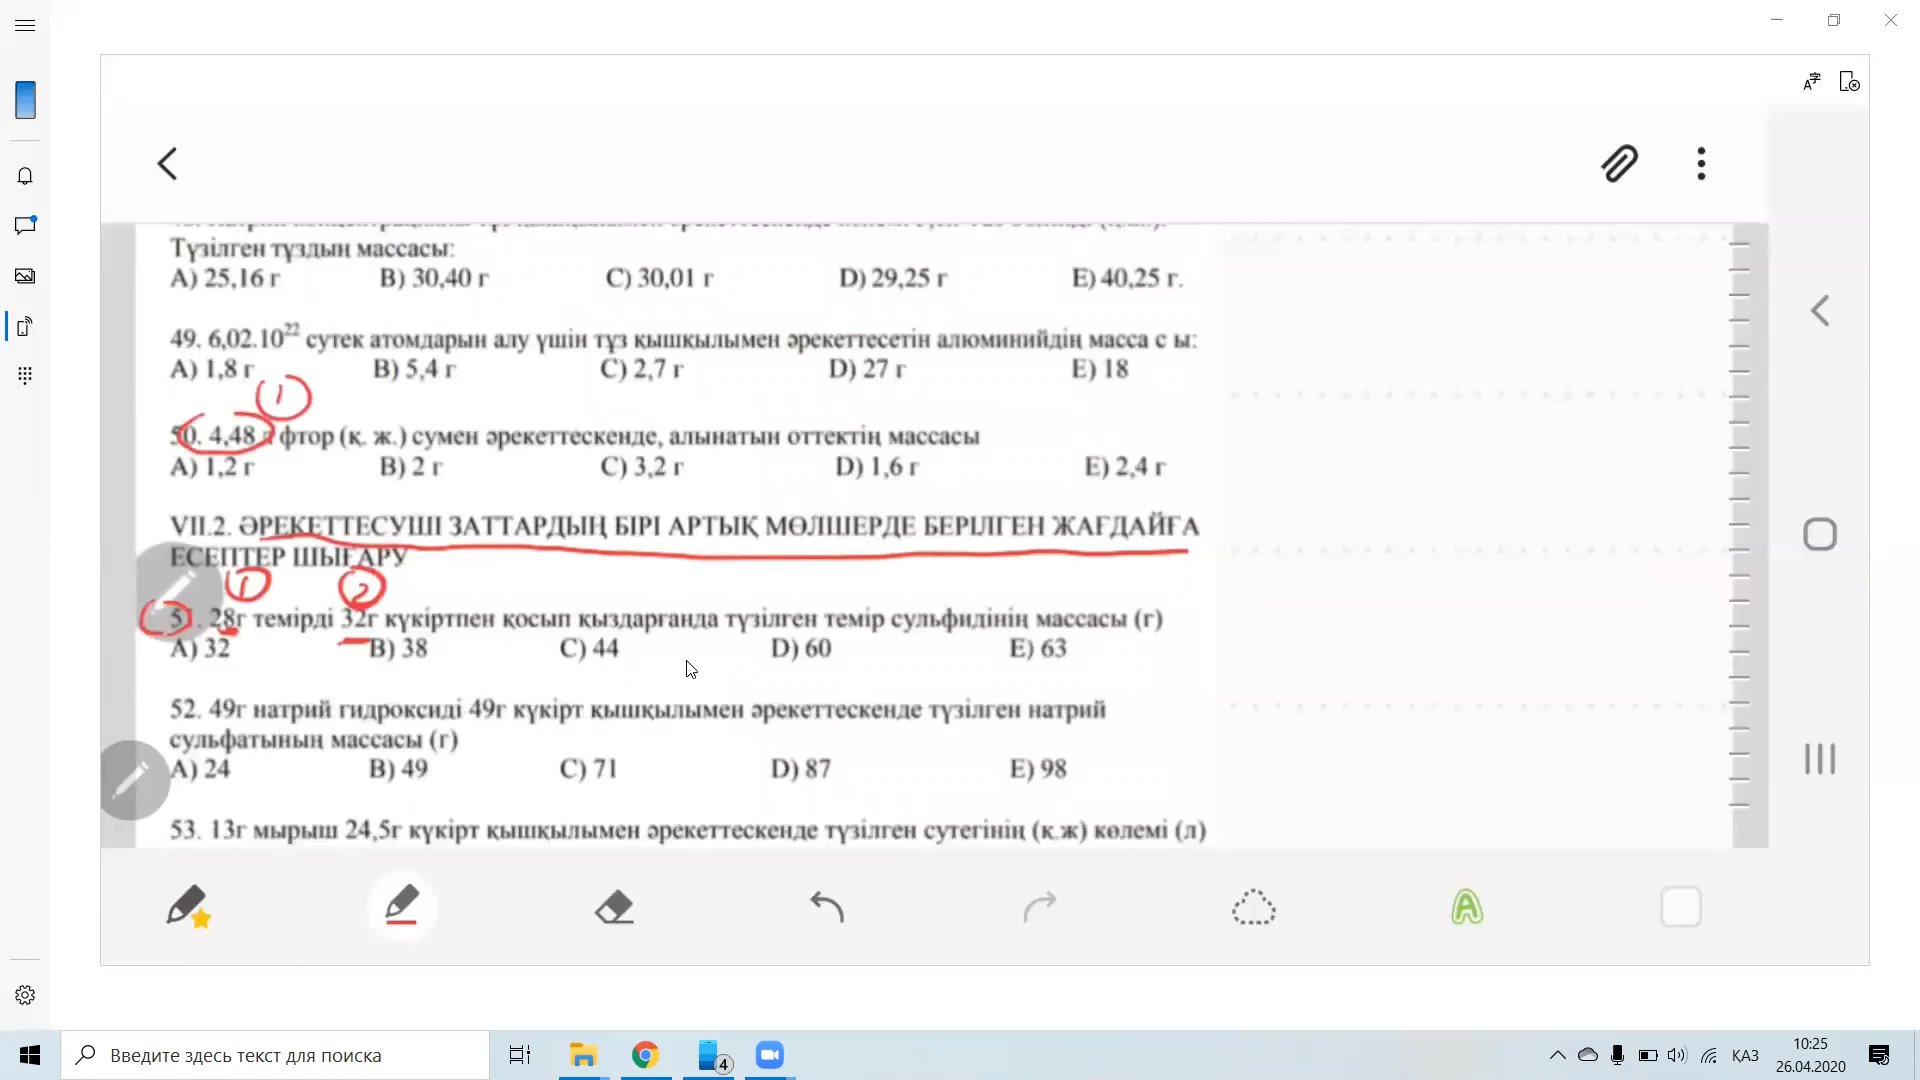 Түзілген тұздың массасы:
А) 25,16 г В) 30,40 г С) 30,01 г D) 29,25 г Е) 40,25 г.
49. 6,02.10²² сутек атомдарын алу үшін тұз қышқылымен әрекеттесетін алюминийдің масса с ы:
А) 1,8 г В) 5,4 г С) 2,7 г D) 27 г Е) 18
1
50. 4,48 фтор (қ. ж.) сумен әрекеттескенде, алынатын оттектің массасы
А) 1,2 г В) 2 г С) 3,2 г D) 1,6 г Е) 2,4 г
VII.2. ӘРЕКЕТТЕСУШІ ЗАТТАРДЫҢ БІРІ АРТЫҚ МӨЛШЕРДЕ БЕРІЛГЕН ЖАҒДАЙҒА
ЕСЕПТЕР ШЫҒАРУ
1 2
51. 28г темірді 32г күкіртпен қосып қыздарғанда түзілген темір сульфидінің массасы (г)
А) 32 В) 38 С) 44 D) 60 Е) 63
52. 49г натрий гидроксиді 49г күкірт қышқылымен әрекеттескенде түзілген натрий
сульфатының массасы (г)
А) 24 В) 49 С) 71 D) 87 Е) 98
53. 13г мырыш 24,5г күкірт қышқылымен әрекеттескенде түзілген сутегінің (қ.ж) көлемі (л)
A
Введите здесь текст для поиска
4
ҚАЗ
10:25
26.04.2020